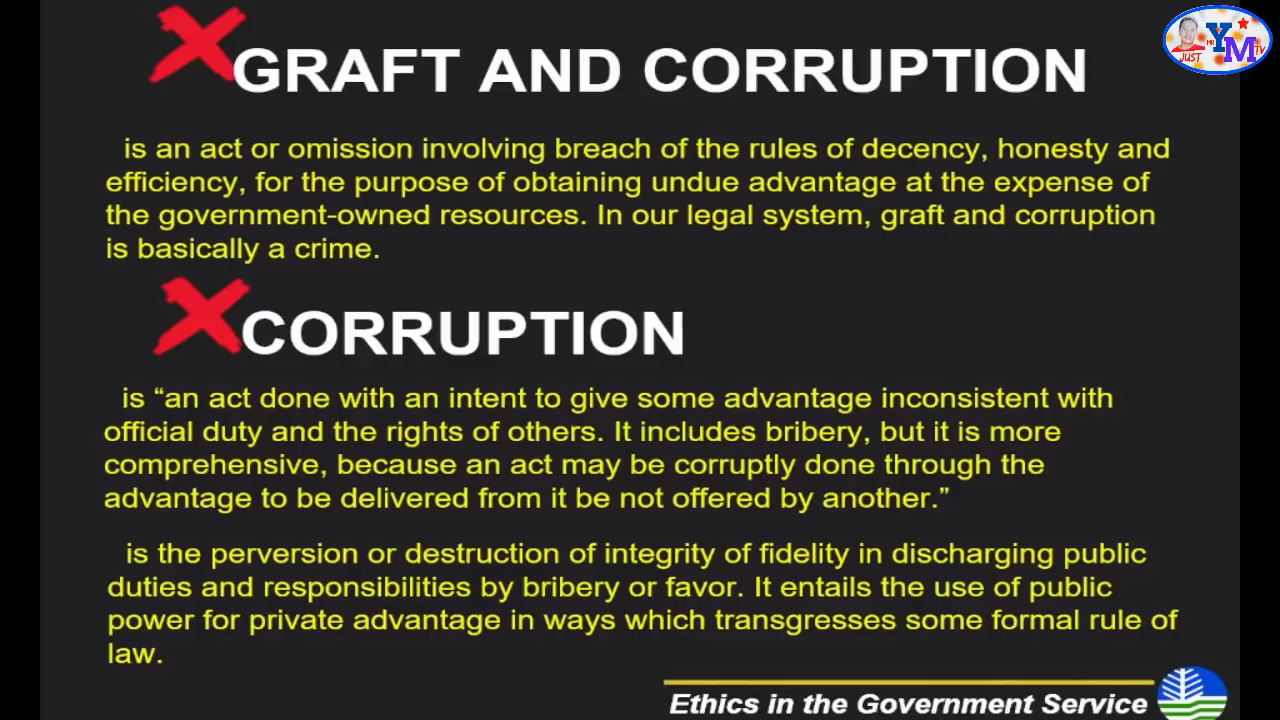 GRAFT AND CORRUPTION
is an act or omission involving breach of the rules of decency, honesty and
efficiency, for the purpose of obtaining undue advantage at the expense of
the government-owned resources. In our legal system, graft and corruption
is basically a crime.
CORRUPTION
is “an act done with an intent to give some advantage inconsistent with
official duty and the rights of others. It includes bribery, but it is more
comprehensive, because an act may be corruptly done through the
advantage to be delivered from it be not offered by another.”
is the perversion or destruction of integrity of fidelity in discharging public
duties and responsibilities by bribery or favor. It entails the use of public
power for private advantage in ways which transgresses some formal rule of
law.
Ethics in the Government Service
JUST MR YM TV